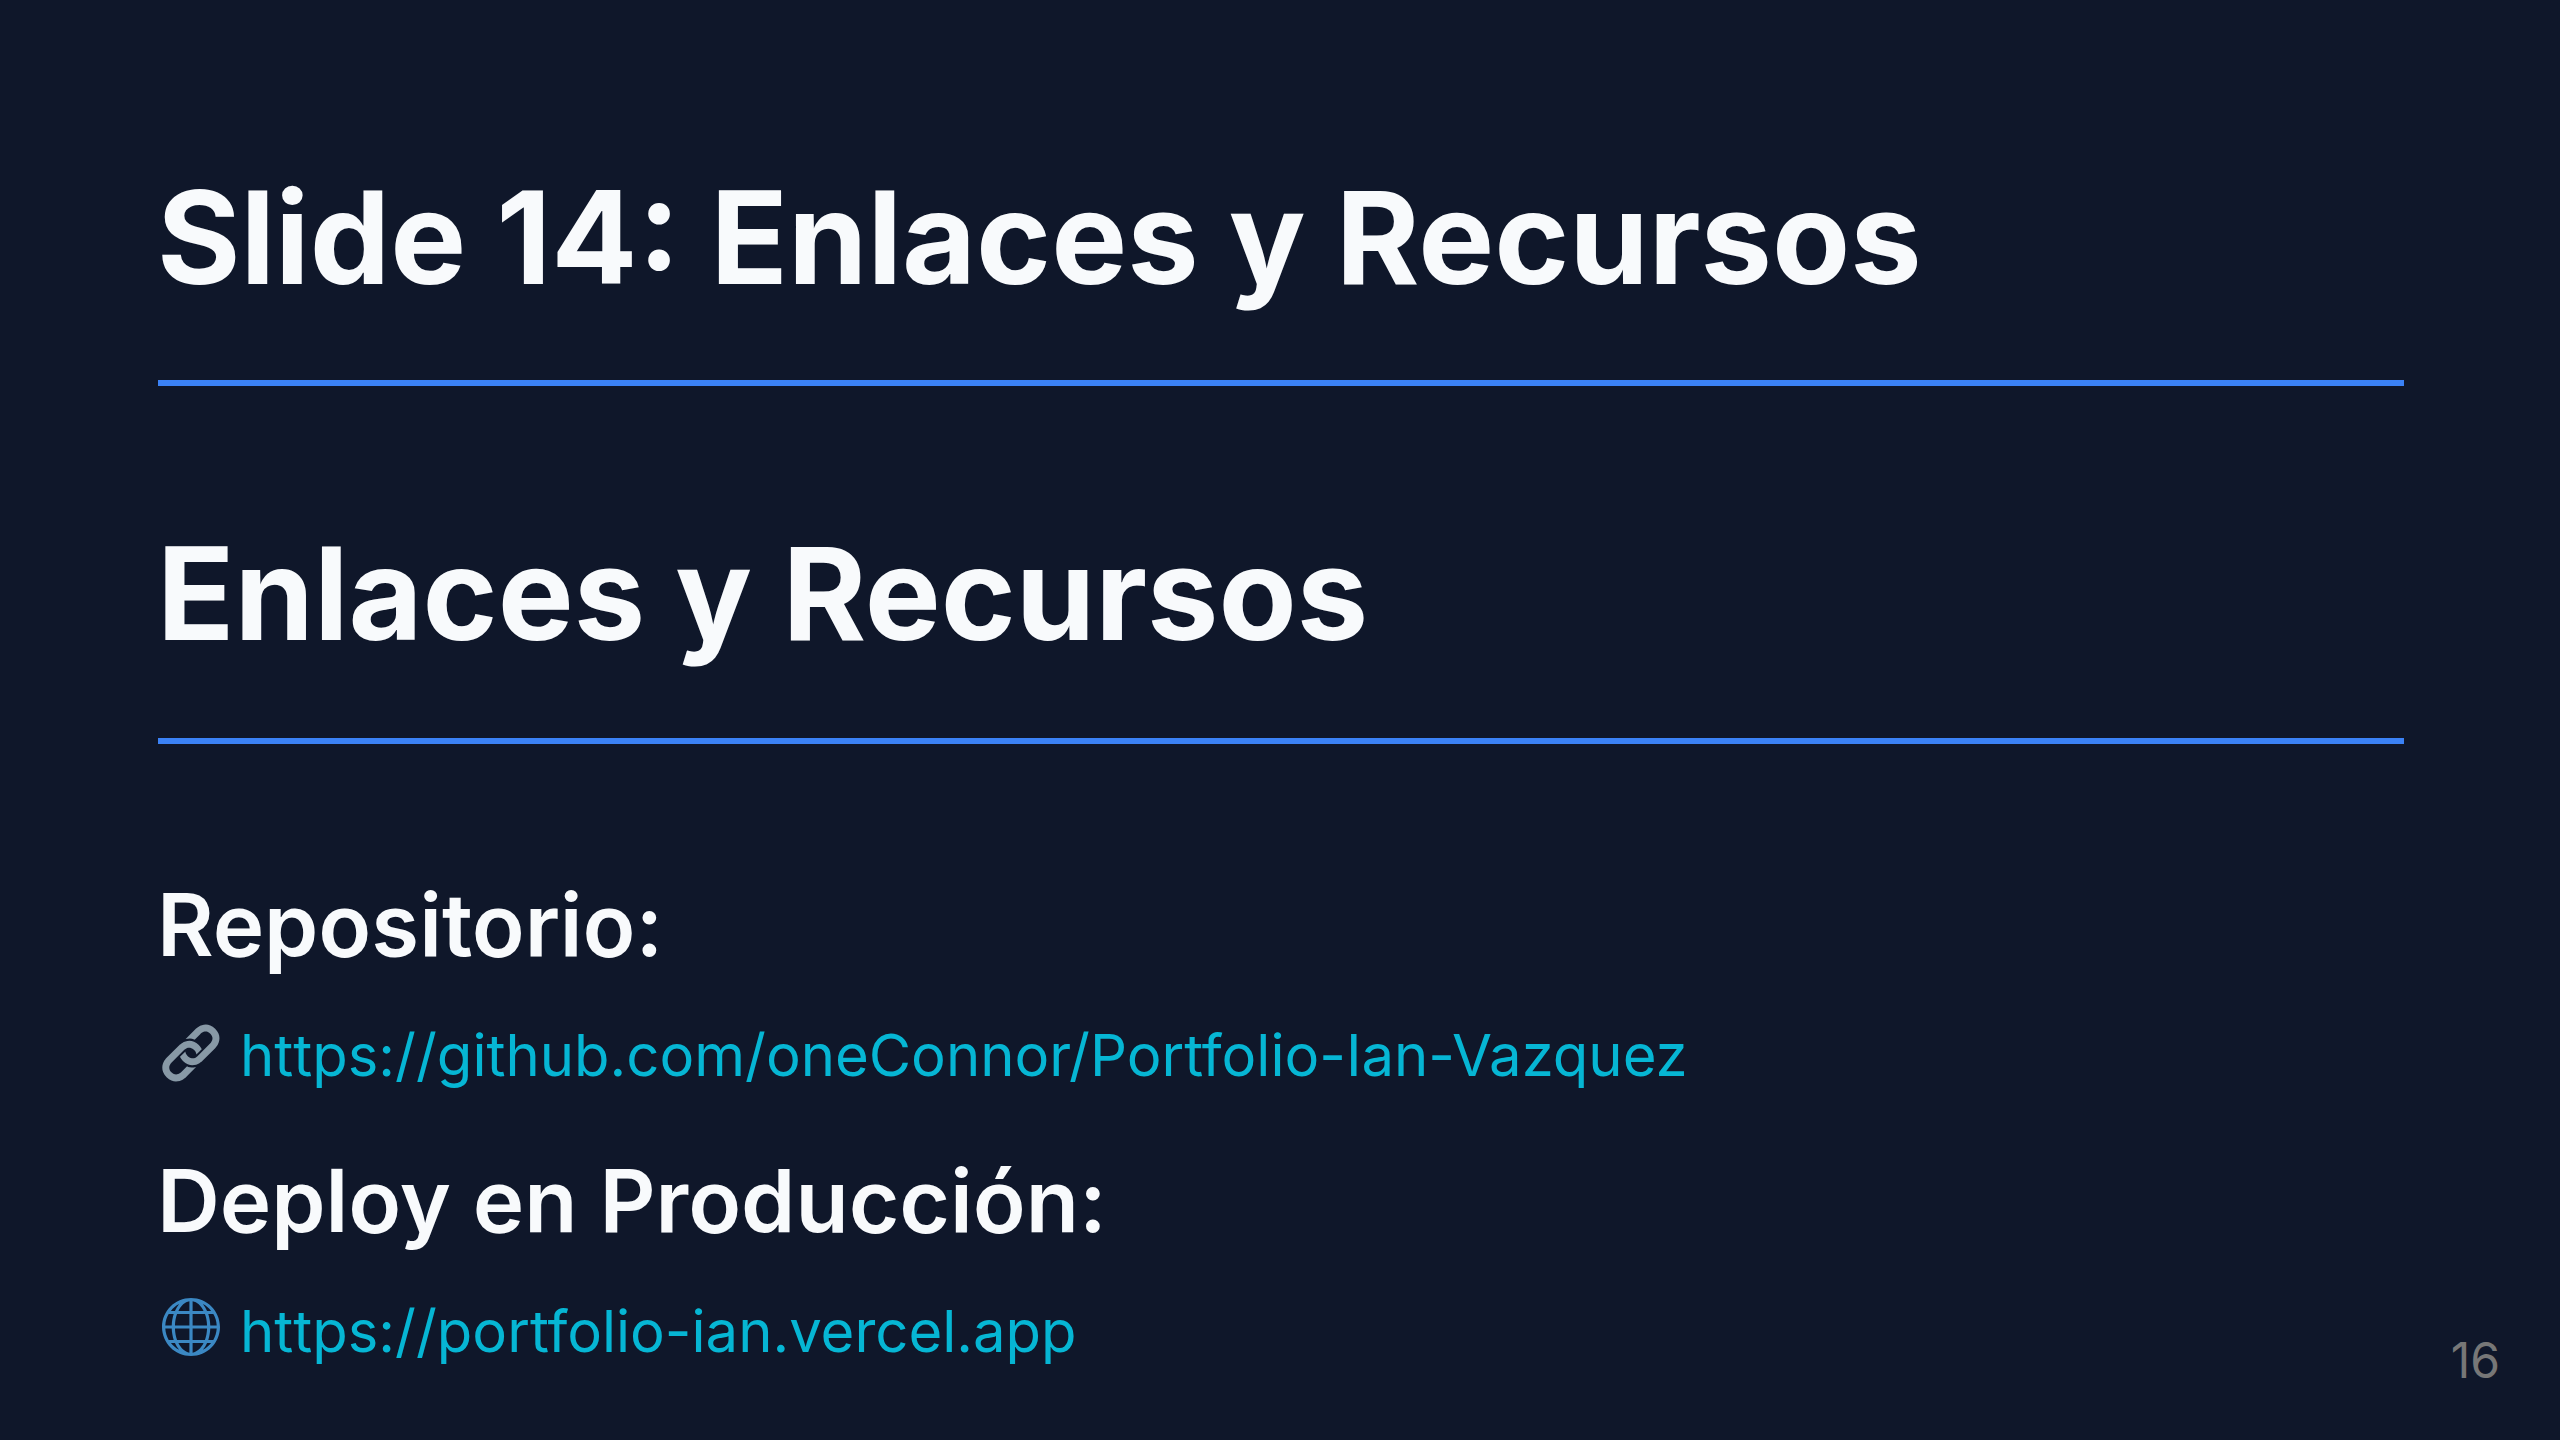 Slide 14: Enlaces y Recursos
Enlaces y Recursos
Repositorio:
https://github.com/oneConnor/Portfolio-Ian-Vazquez
Deploy en Producción:
https://portfolio-ian.vercel.app
16